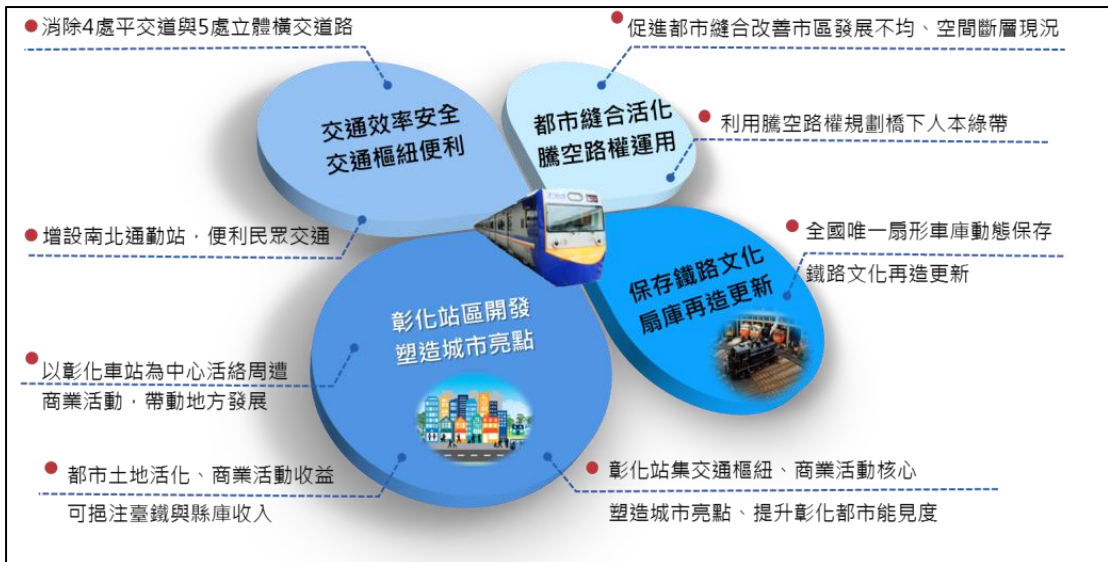 消除4處平交道與5處立體橫交道路
促進都市縫合改善市區發展不均、空間斷層現況
交通效率安全
交通樞紐便利
都市縫合活化
騰空路權運用
利用騰空路權規劃橋下人本綠帶
增設南北通勤站，便利民眾交通
全國唯一扇形車庫動態保存
鐵路文化再造更新
保存鐵路文化
扇庫再造更新
彰化站區開發
塑造城市亮點
以彰化車站為中心活絡周遭
商業活動，帶動地方發展
都市土地活化、商業活動收益
可挹注臺鐵與縣庫收入
彰化站集交通樞紐、商業活動核心
塑造城市亮點、提升彰化都市能見度